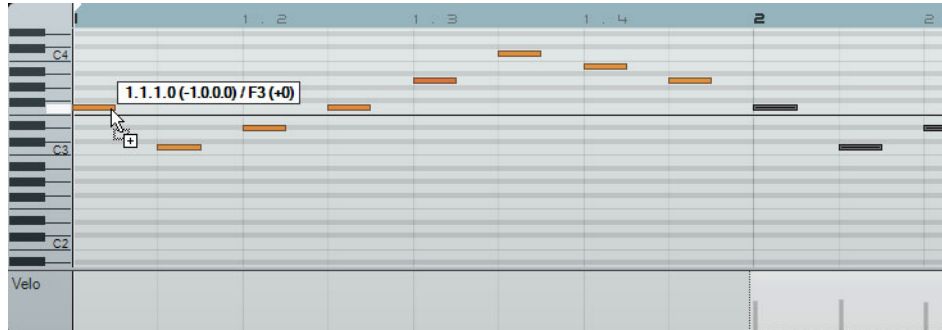 1 . 2 1 . 3 1 . 4 2 2
C4
1.1.1.0 (-1.0.0.0) / F3 (+0)
C3
C2
Velo